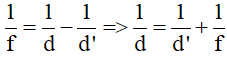 1/f = 1/d - 1/d' => 1/d = 1/d' + 1/f